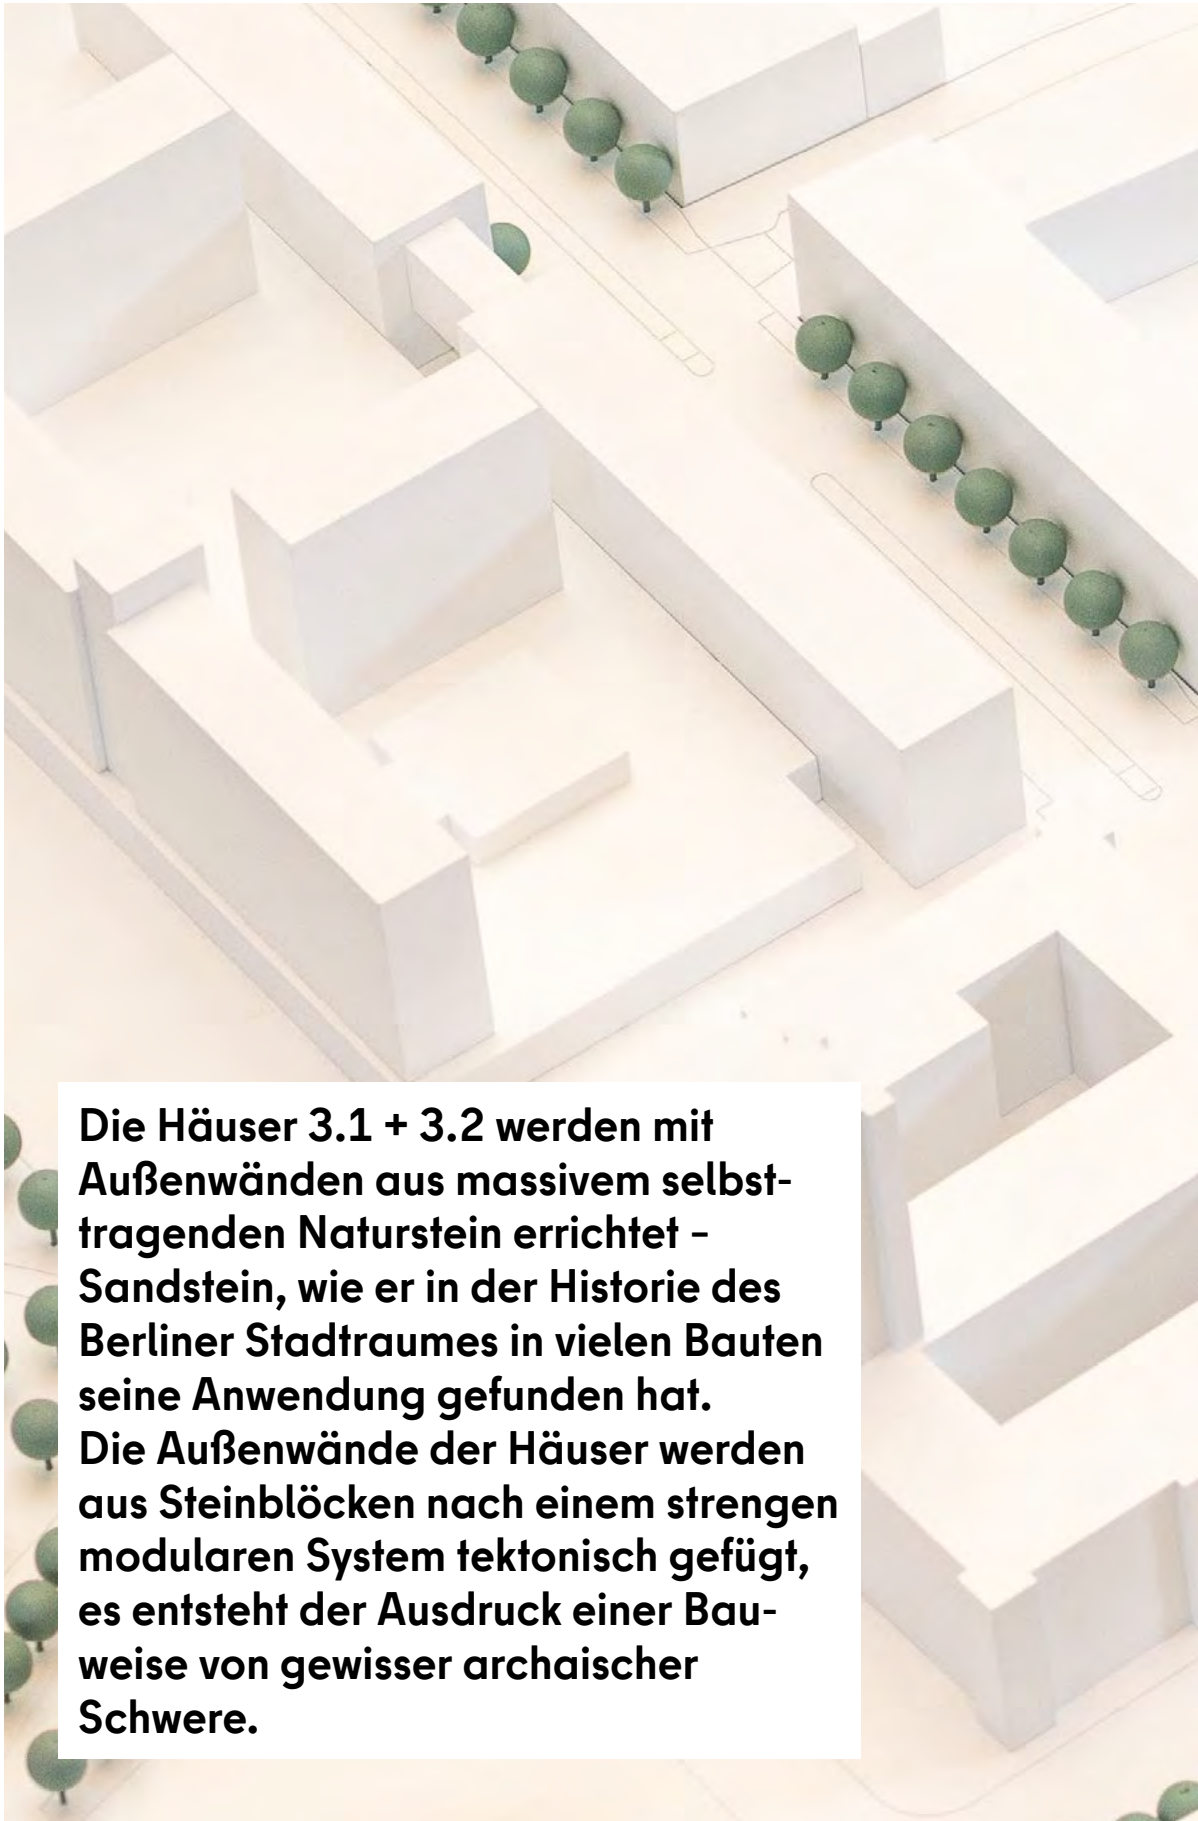 Die Häuser 3.1 + 3.2 werden mit
Außenwänden aus massivem selbst-
tragenden Naturstein errichtet –
Sandstein, wie er in der Historie des
Berliner Stadtraumes in vielen Bauten
seine Anwendung gefunden hat.
Die Außenwände der Häuser werden
aus Steinblöcken nach einem strengen
modularen System tektonisch gefügt,
es entsteht der Ausdruck einer Bau-
weise von gewisser archaischer
Schwere.